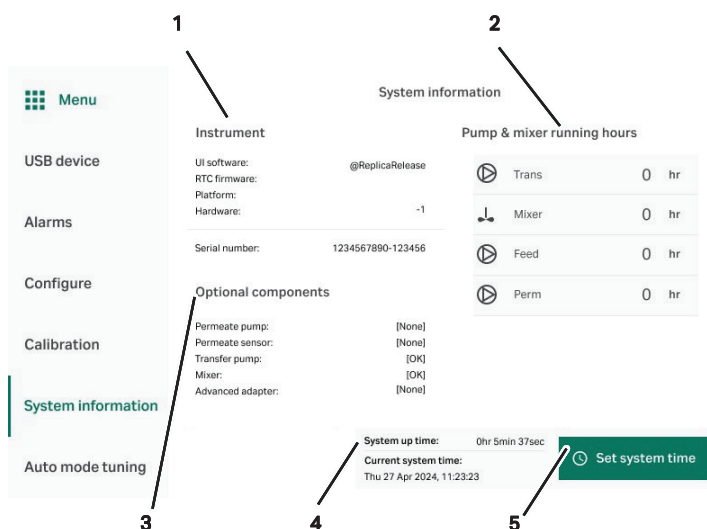 1
2
Menu
System information
Instrument
Pump & mixer running hours
USB device
UI software: @ReplicaRelease
RTC firmware:
Platform:
Hardware: -1
Trans 0 hr
Alarms
Mixer 0 hr
Serial number: 1234567890-123456
Feed 0 hr
Configure
Optional components
Perm 0 hr
Permeate pump: [None]
Permeate sensor: [None]
Calibration
Transfer pump: [OK]
Mixer: [OK]
Advanced adapter: [None]
System information
System up time: 0hr 5min 37sec
Current system time:
Thu 27 Apr 2024, 11:23:23
Set system time
Auto mode tuning
3
4
5